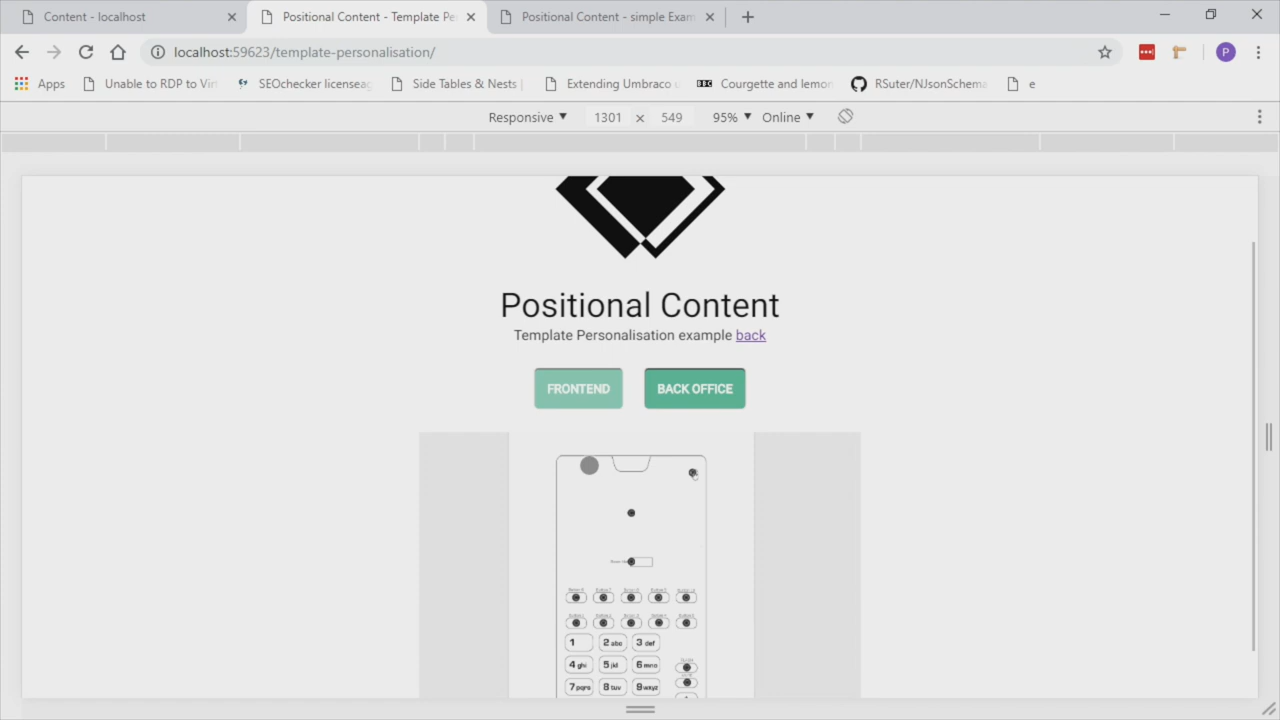 Content - localhost
Positional Content - Template Pe
Positional Content - simple Exam
localhost:59623/template-personalisation/
P
Apps
Unable to RDP to Virt
SEOchecker licenseag
Side Tables & Nests |
Extending Umbraco
BBC
Courgette and lemon
RSuter/NJsonSchema
e
Responsive
1301 × 549
95%
Online
Positional Content
Template Personalisation example back
FRONTEND
BACK OFFICE
1
2 abc
3 def
4 ghi
5 jkl
6 mno
7 pqrs
8 tuv
9 wxyz